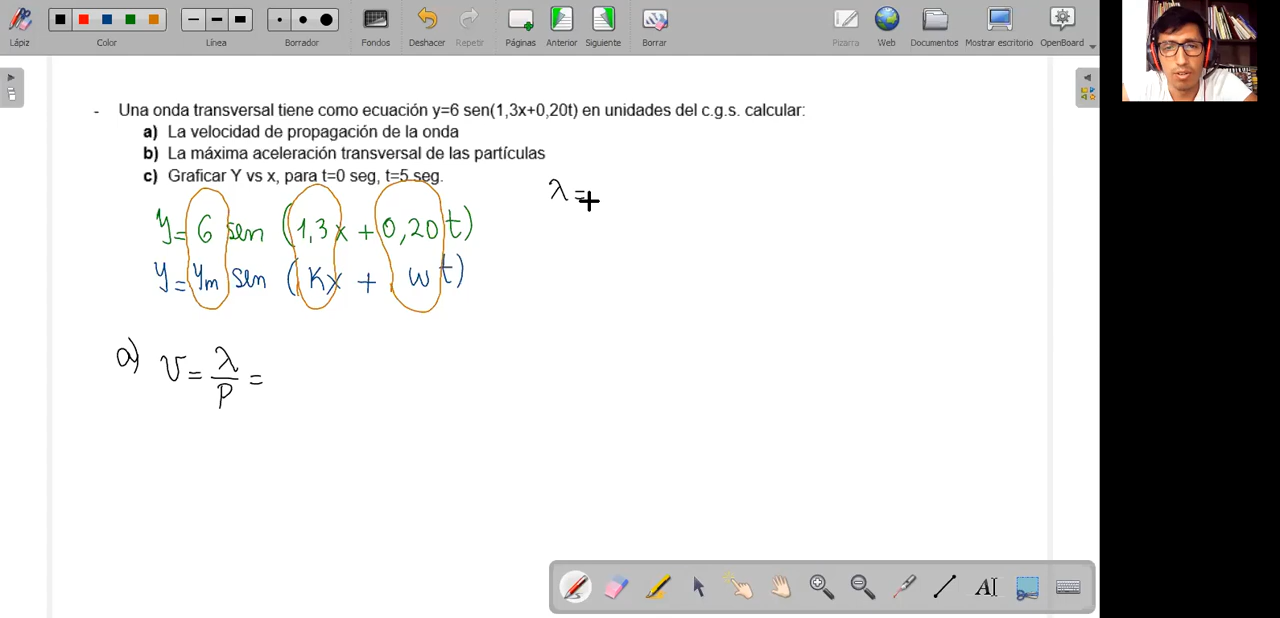 Lápiz Color Línea Borrador Fondos Deshacer Repetir Páginas Anterior Siguiente Borrar Pizarra Web Documentos Mostrar escritorio OpenBoard
- Una onda transversal tiene como ecuación y=6 sen(1,3x+0,20t) en unidades del c.g.s. calcular:
a) La velocidad de propagación de la onda
b) La máxima aceleración transversal de las partículas
c) Graficar Y vs x, para t=0 seg, t=5 seg.
λ =
y = 6 sen (1,3x + 0,20 t)
y = ym sen (Kx + w t)
a) v = λ/P =
AI